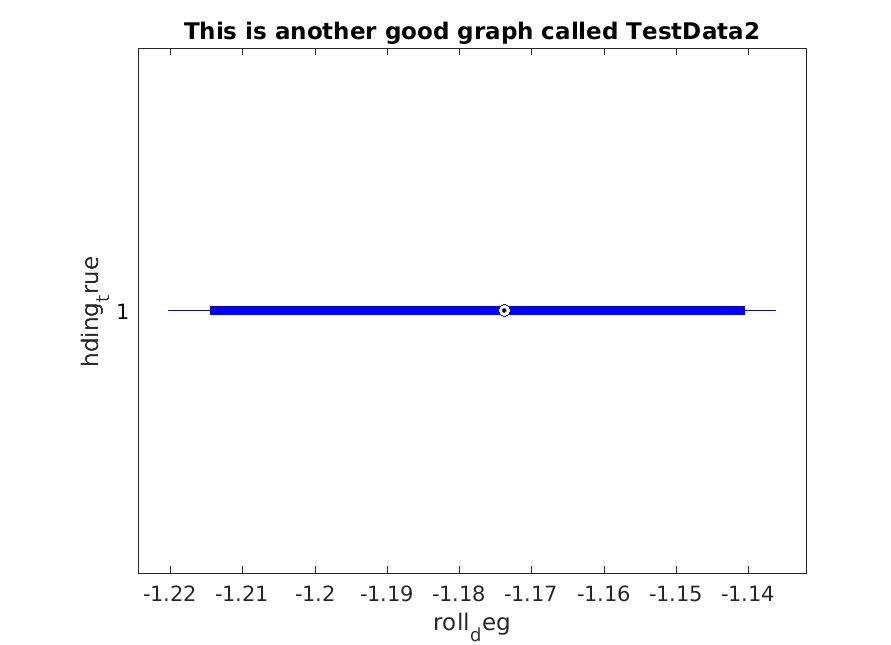 This is another good graph called TestData2
hding_true
1
-1.22 -1.21 -1.2 -1.19 -1.18 -1.17 -1.16 -1.15 -1.14
roll_deg